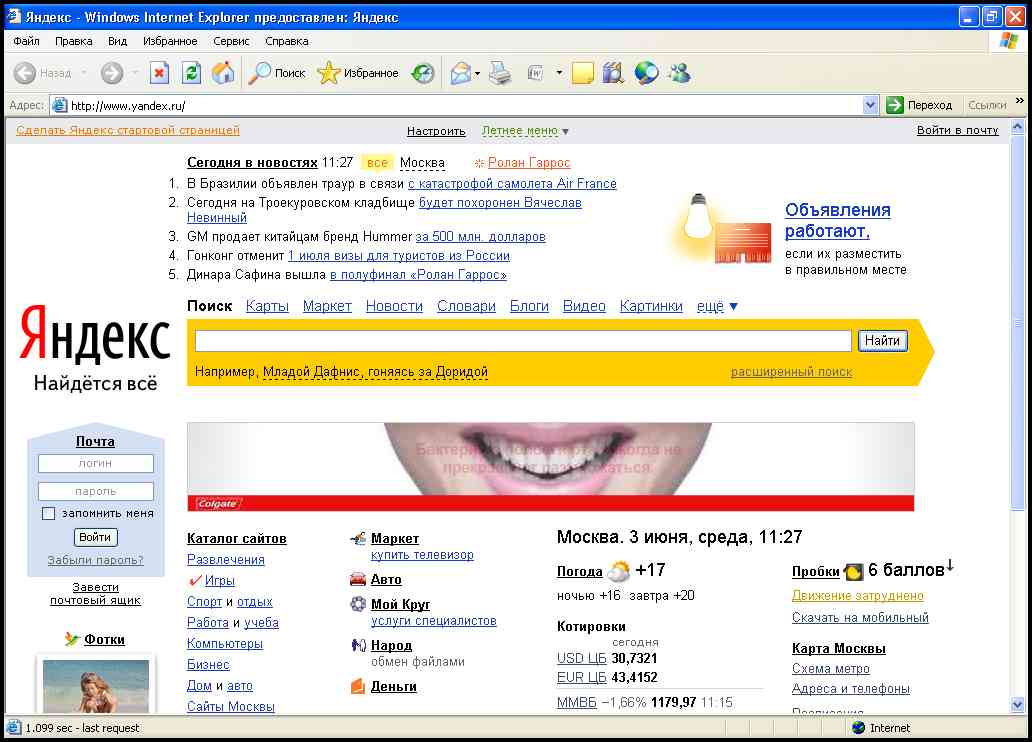 Яндекс - Windows Internet Explorer предоставлен: Яндекс
Файл Правка Вид Избранное Сервис Справка
Назад Поиск Избранное
Адрес: http://www.yandex.ru/ Переход Ссылки »
Сделать Яндекс стартовой страницей Настроить Летнее меню ▼ Войти в почту
Сегодня в новостях 11:27 все Москва Ролан Гаррос
1. В Бразилии объявлен траур в связи с катастрофой самолета Air France
2. Сегодня на Троекуровском кладбище будет похоронен Вячеслав
Невинный
3. GM продает китайцам бренд Hummer за 500 млн. долларов
4. Гонконг отменит 1 июля визы для туристов из России
5. Динара Сафина вышла в полуфинал «Ролан Гаррос»
Объявления
работают,
если их разместить
в правильном месте
Поиск Карты Маркет Новости Словари Блоги Видео Картинки ещё ▼
Яндекс
Найдётся всё
Найти
Например, Младой Дафнис, гоняясь за Доридой расширенный поиск
Почта
логин
пароль
запомнить меня
Войти
Забыли пароль?
Завести
почтовый ящик
Фотки
никогда не
Colgate
Каталог сайтов
Развлечения
Игры
Спорт и отдых
Работа и учеба
Компьютеры
Бизнес
Дом и авто
Сайты Москвы
Маркет
купить телевизор
Авто
Мой Круг
услуги специалистов
Народ
обмен файлами
Деньги
Москва. 3 июня, среда, 11:27
Погода +17
ночью +16 завтра +20
Котировки
сегодня
USD ЦБ 30,7321
EUR ЦБ 43,4152
ММВБ −1,66% 1179,97 11:15
Пробки 6 баллов↓
Движение затруднено
Скачать на мобильный
Карта Москвы
Схема метро
Адреса и телефоны
1.099 sec - last request Internet